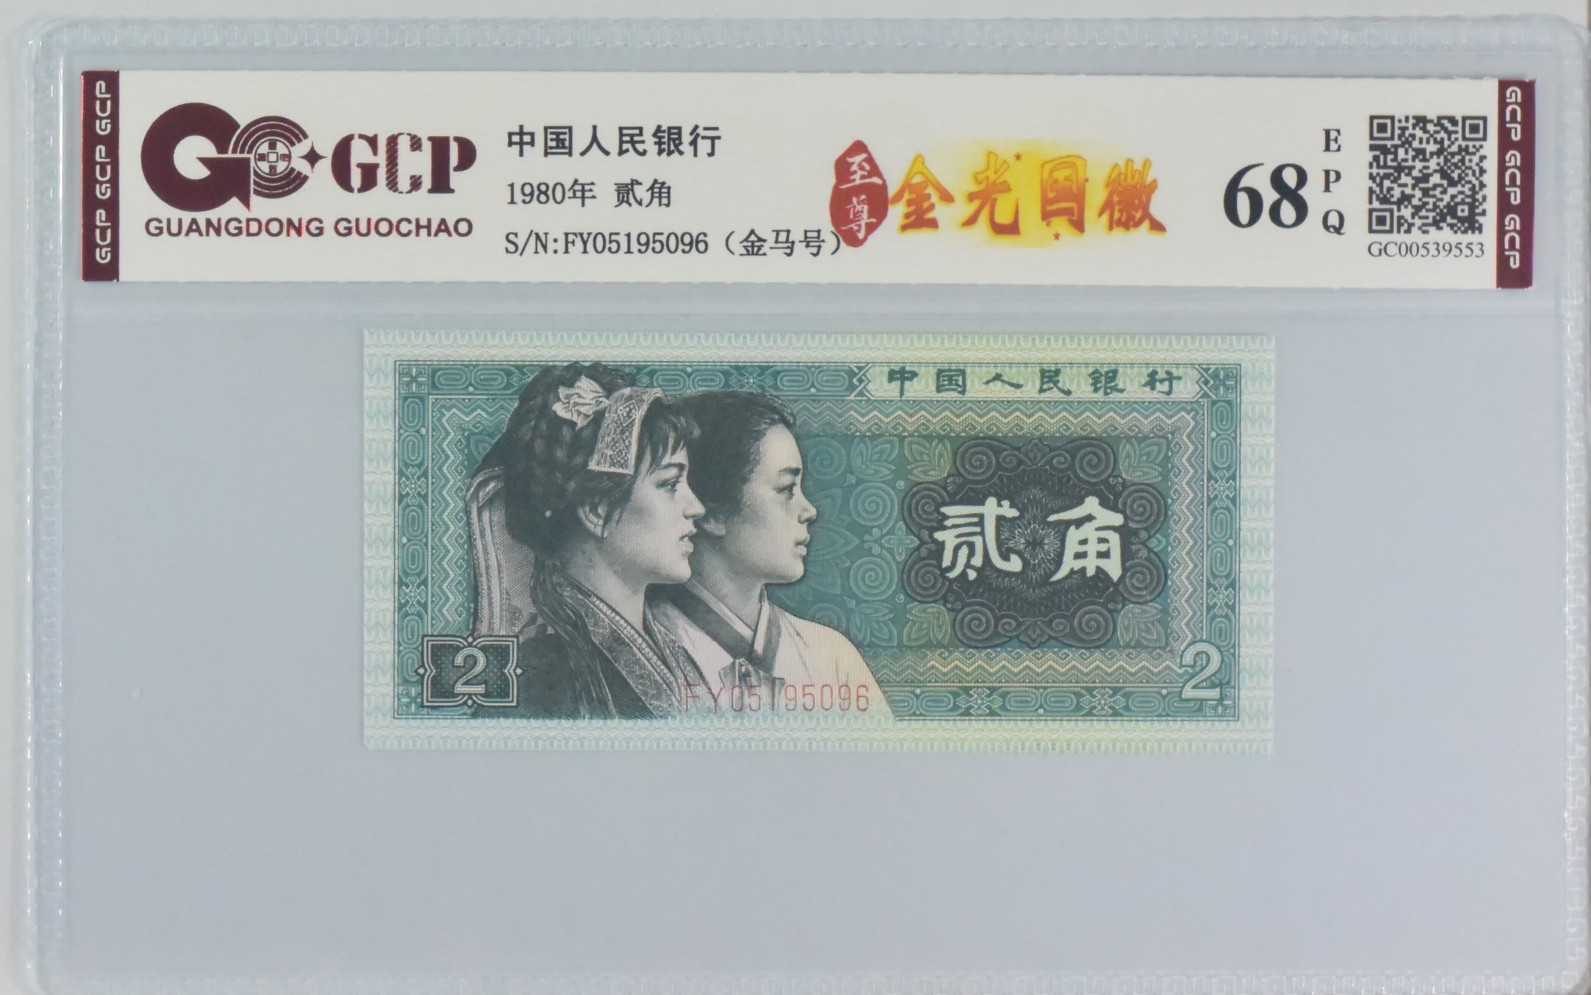 GCP GCP GCP
GCP
GUANGDONG GUOCHAO
中国人民银行
1980年 贰角
S/N:FY05195096（金马号）
至尊
金光国徽
68
EPQ
GC00539553
GCP GCP GCP
中国人民银行
贰角
2
2
FY05195096